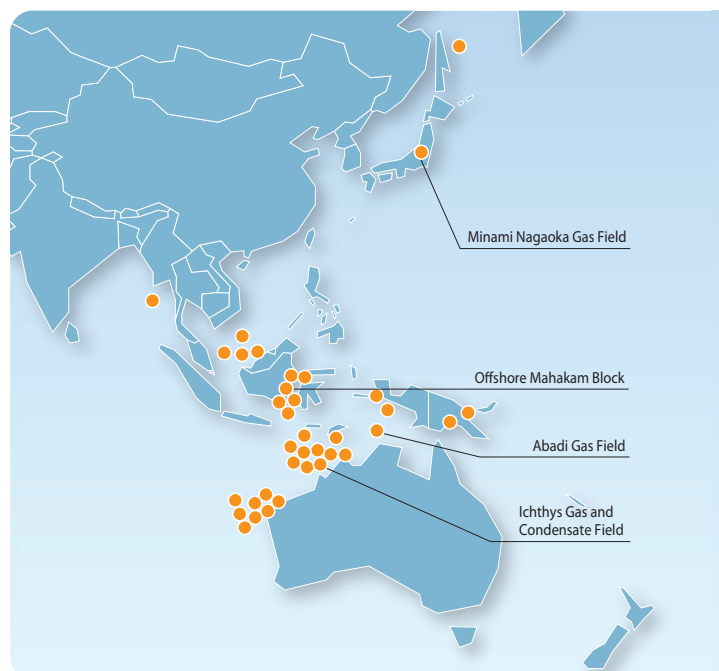 Minami Nagaoka Gas Field
Offshore Mahakam Block
Abadi Gas Field
Ichthys Gas and
Condensate Field